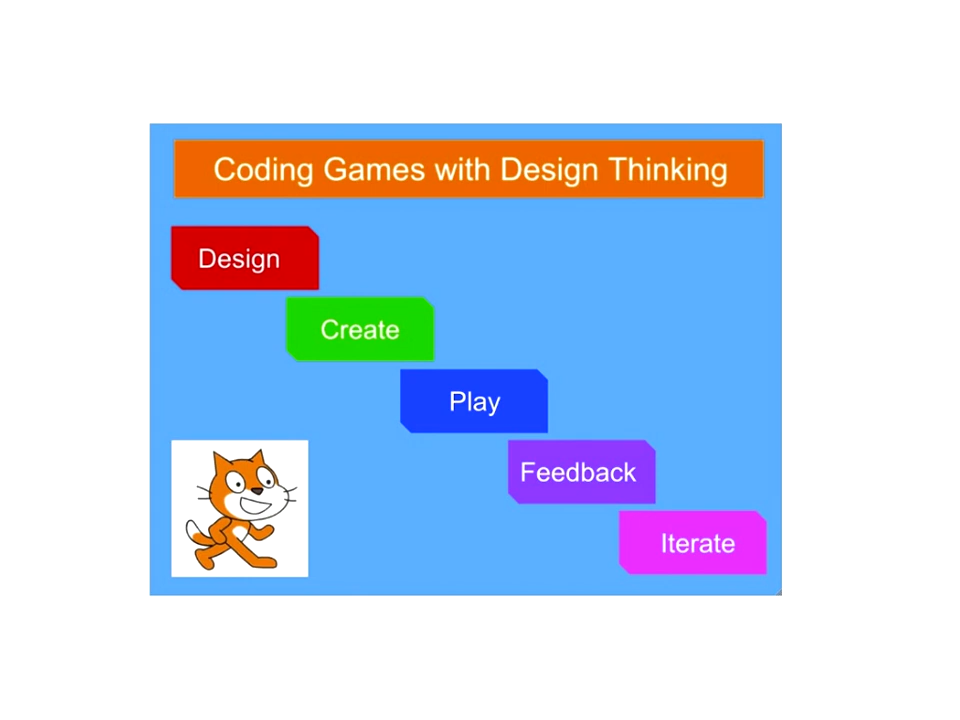 Coding Games with Design Thinking
Design
Create
Play
Feedback
Iterate